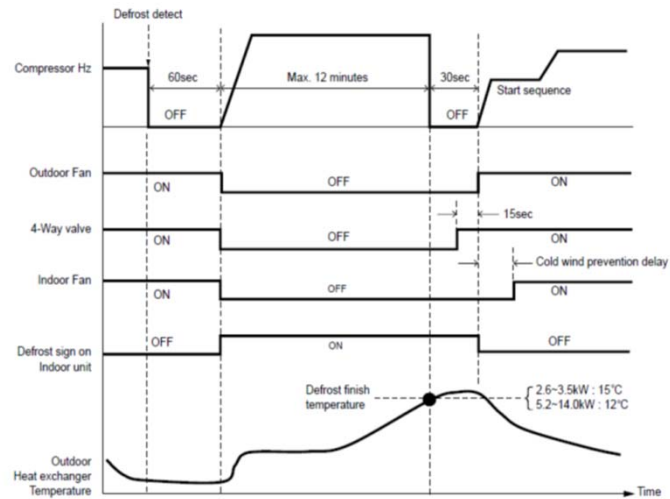 Defrost detect
Compressor Hz
60sec
Max. 12 minutes
30sec
OFF
OFF
Start sequence
Outdoor Fan
ON
OFF
ON
15sec
4-Way valve
ON
OFF
ON
Cold wind prevention delay
Indoor Fan
ON
OFF
ON
Defrost sign on
Indoor unit
OFF
ON
OFF
Defrost finish
temperature
2.6~3.5kW : 15°C
5.2~14.0kW : 12°C
Outdoor
Heat exchanger
Temperature
Time